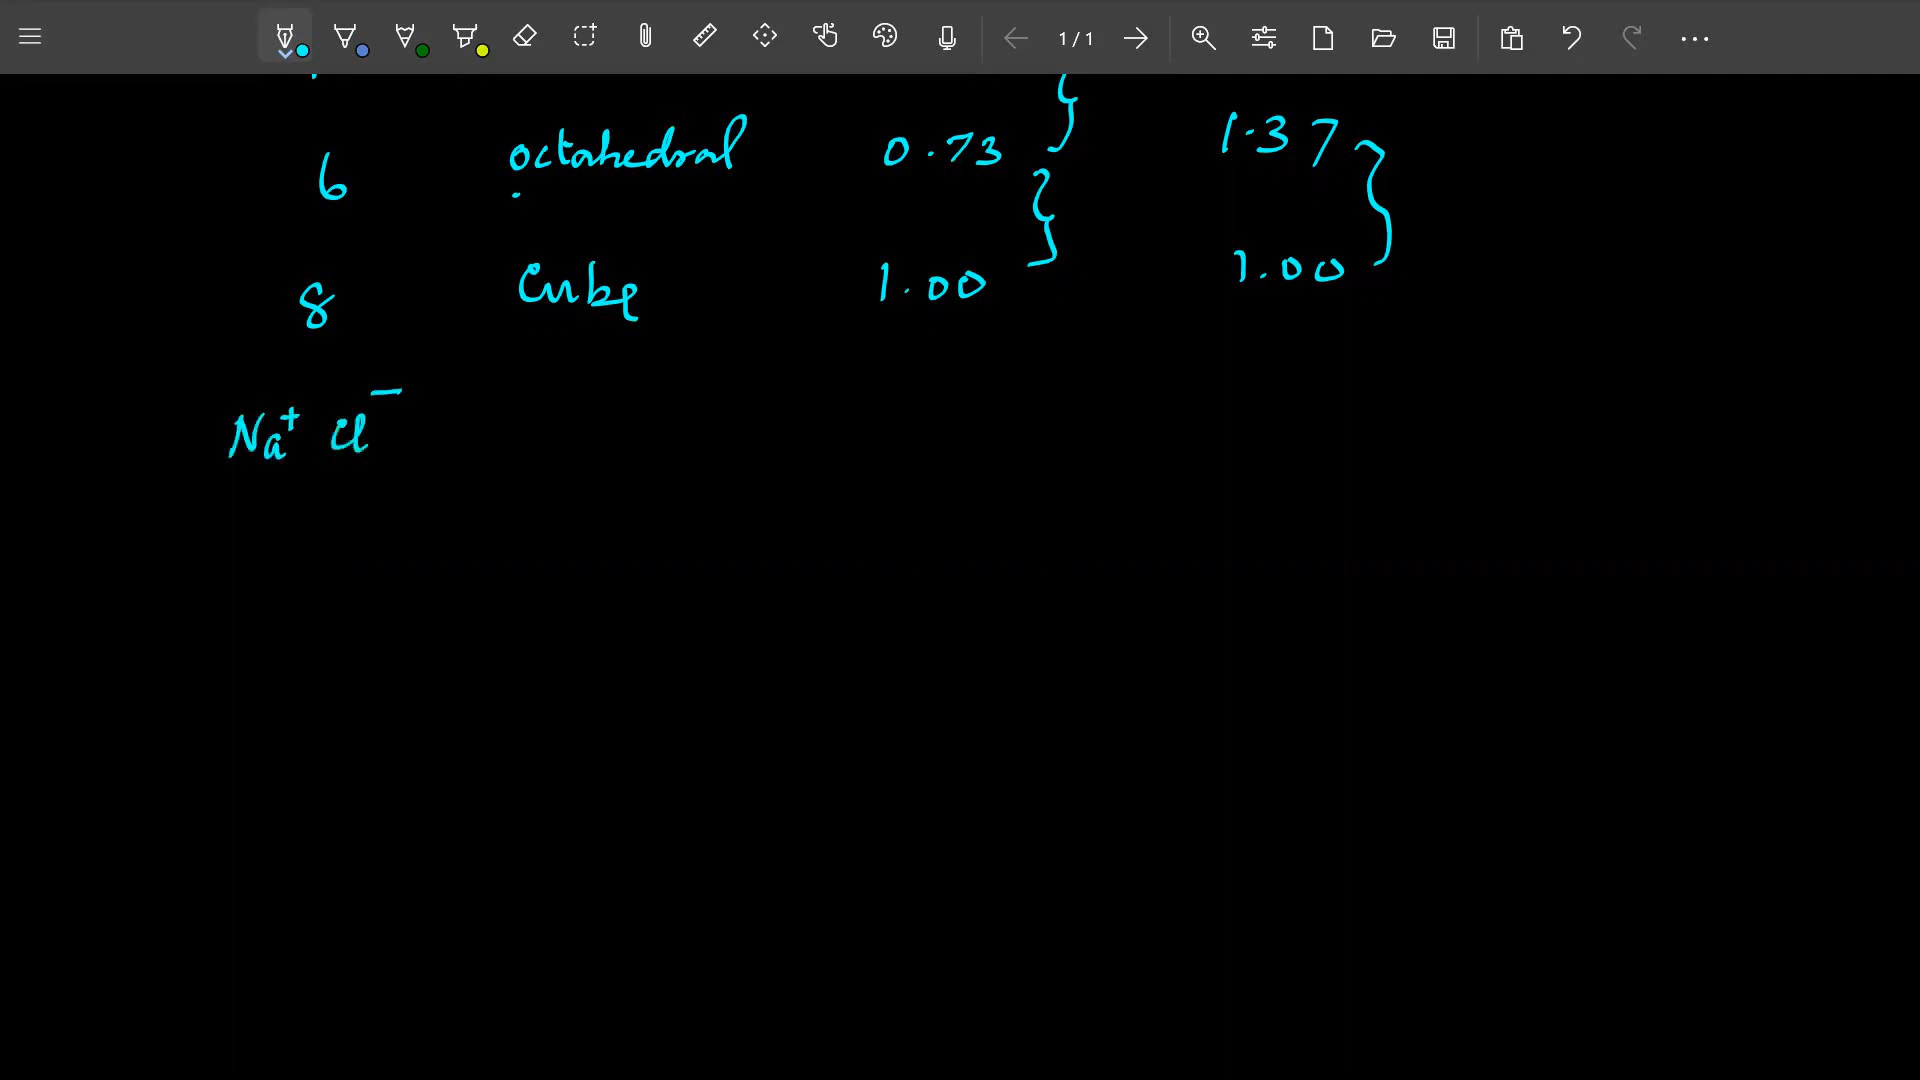 1 / 1
6 octahedral 0.73 1.37
8 Cube 1.00 1.00
Na⁺ Cl⁻